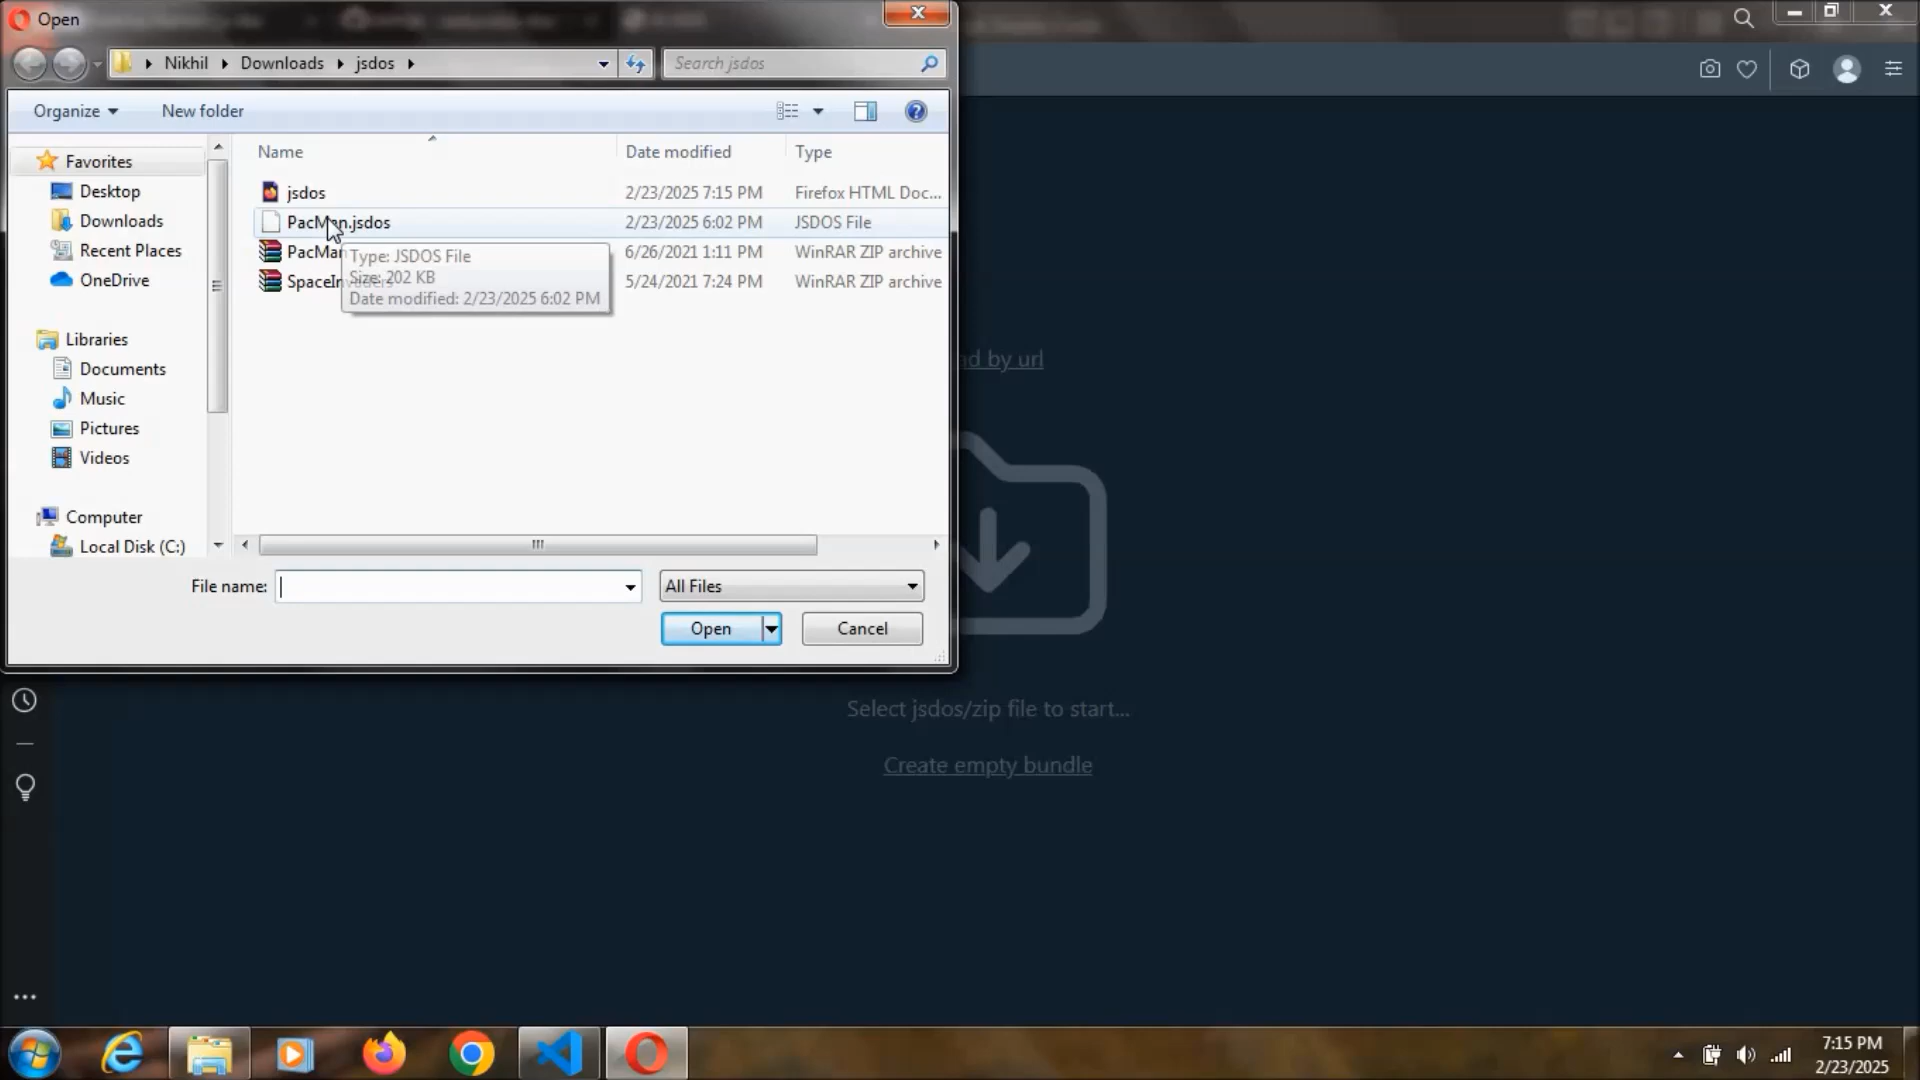 Open
Nikhil Downloads jsdos
Search jsdos
Organize
New folder
Name
Date modified
Type
jsdos
2/23/2025 7:15 PM
Firefox HTML Doc...
PacMan.jsdos
2/23/2025 6:02 PM
JSDOS File
PacMan
6/26/2021 1:11 PM
WinRAR ZIP archive
SpaceInvaders
5/24/2021 7:24 PM
WinRAR ZIP archive
Type: JSDOS File
Size: 202 KB
Date modified: 2/23/2025 6:02 PM
Favorites
Desktop
Downloads
Recent Places
OneDrive
Libraries
Documents
Music
Pictures
Videos
Computer
Local Disk (C:)
File name:
All Files
Open
Cancel
by url
Select jsdos/zip file to start...
Create empty bundle
7:15 PM
2/23/2025